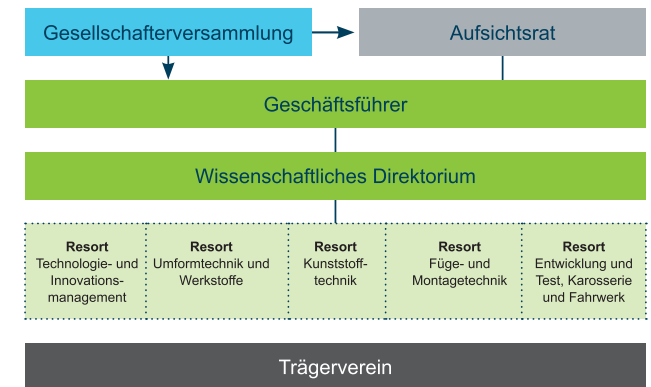 Gesellschafterversammlung
Aufsichtsrat
Geschäftsführer
Wissenschaftliches Direktorium
Resort
Technologie- und
Innovations-
management
Resort
Umformtechnik und
Werkstoffe
Resort
Kunststoff-
technik
Resort
Füge- und
Montagetechnik
Resort
Entwicklung und
Test, Karosserie
und Fahrwerk
Trägerverein